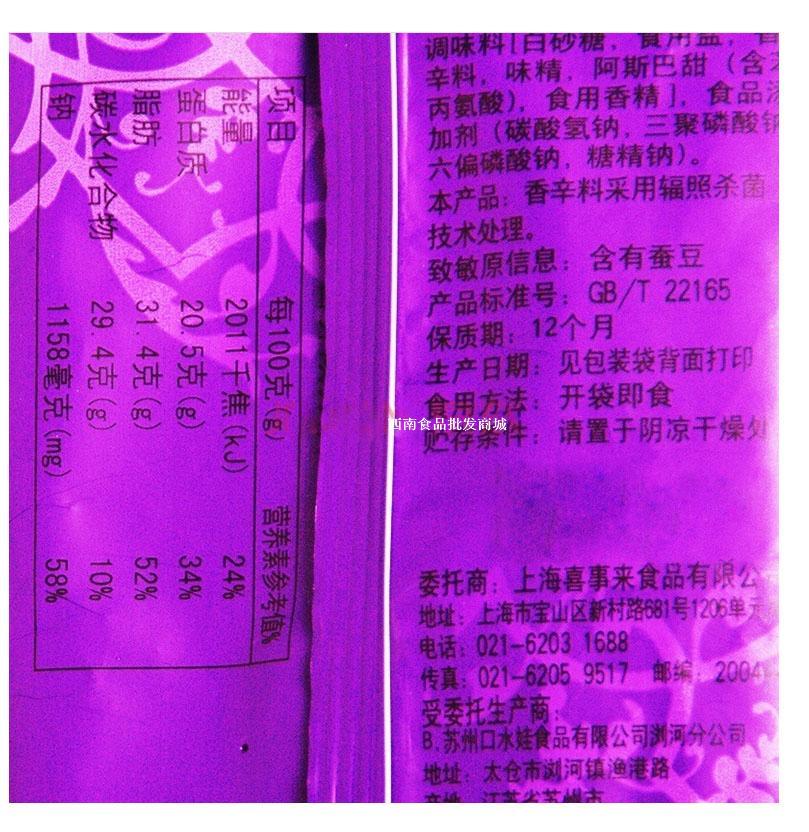 项目 每100克(g) 营养素参考值%
能量 2011千焦(kJ) 24%
蛋白质 20.5克(g) 34%
脂肪 31.4克(g) 52%
碳水化合物 29.4克(g) 10%
钠 1158毫克(mg) 58%
调味料[白砂糖, 食用盐,
辛料, 味精, 阿斯巴甜 (含
丙氨酸), 食用香精], 食品
加剂 (碳酸氢钠, 三聚磷酸钠
六偏磷酸钠, 糖精钠)。
本产品: 香辛料采用辐照杀菌
技术处理。
致敏原信息: 含有蚕豆
产品标准号: GB/T 22165
保质期: 12个月
生产日期: 见包装袋背面打印
食用方法: 开袋即食
贮存条件: 请置于阴凉干燥处
西南食品批发商城
委托商: 上海喜事来食品有限公
地址: 上海市宝山区新村路681号1206单元
电话: 021-6203 1688
传真: 021-6205 9517 邮编: 2004
受委托生产商:
B.苏州口水娃食品有限公司浏河分公司
地址: 太仓市浏河镇渔港路
产地: 江苏省苏州市